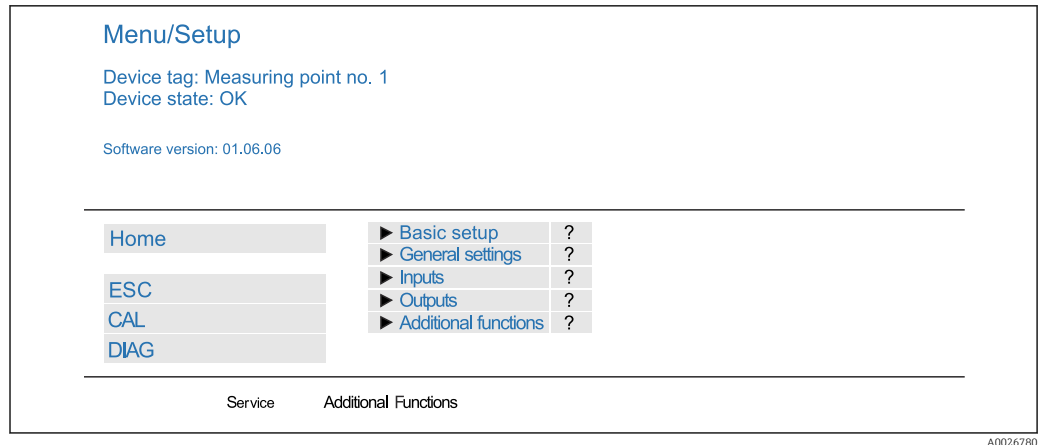 Menu/Setup
Device tag: Measuring point no. 1
Device state: OK
Software version: 01.06.06
Home
ESC
CAL
DIAG
► Basic setup ?
► General settings ?
► Inputs ?
► Outputs ?
► Additional functions ?
Service Additional Functions
A0026780